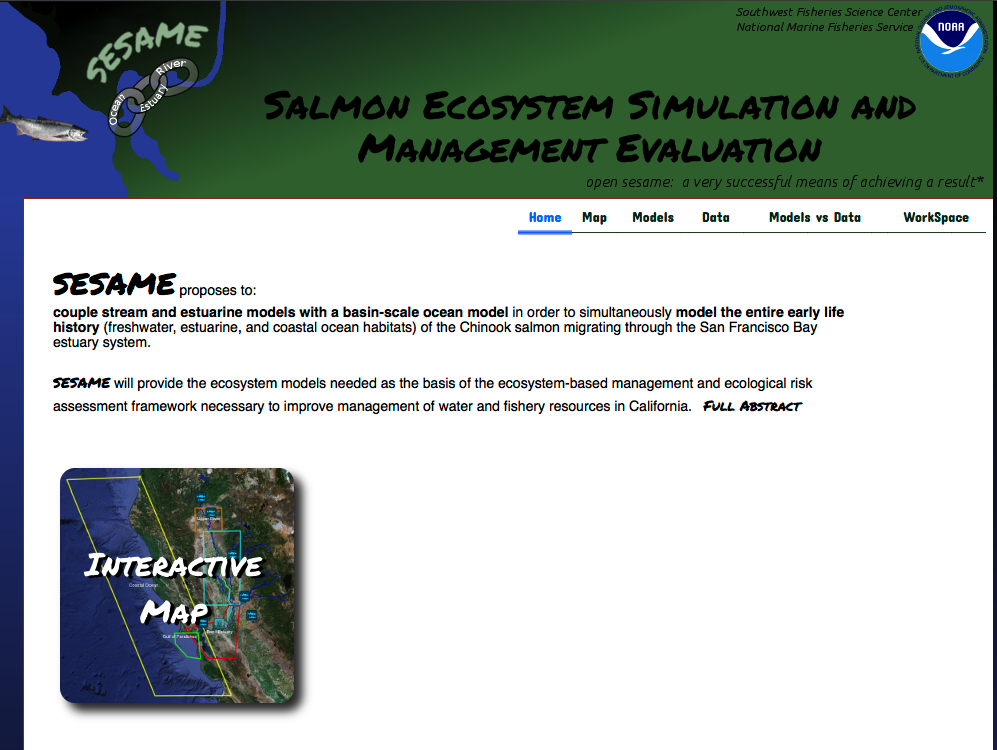 Southwest Fisheries Science Center
National Marine Fisheries Service
NOAA
SESAME
River
Estuary
Ocean
Salmon Ecosystem Simulation and
Management Evaluation
open sesame: a very successful means of achieving a result*
Home Map Models Data Models vs Data WorkSpace
SESAME proposes to:
couple stream and estuarine models with a basin-scale ocean model in order to simultaneously model the entire early life
history (freshwater, estuarine, and coastal ocean habitats) of the Chinook salmon migrating through the San Francisco Bay
estuary system.
SESAME will provide the ecosystem models needed as the basis of the ecosystem-based management and ecological risk
assessment framework necessary to improve management of water and fishery resources in California. Full Abstract
Interactive
Map
Coastal Ocean